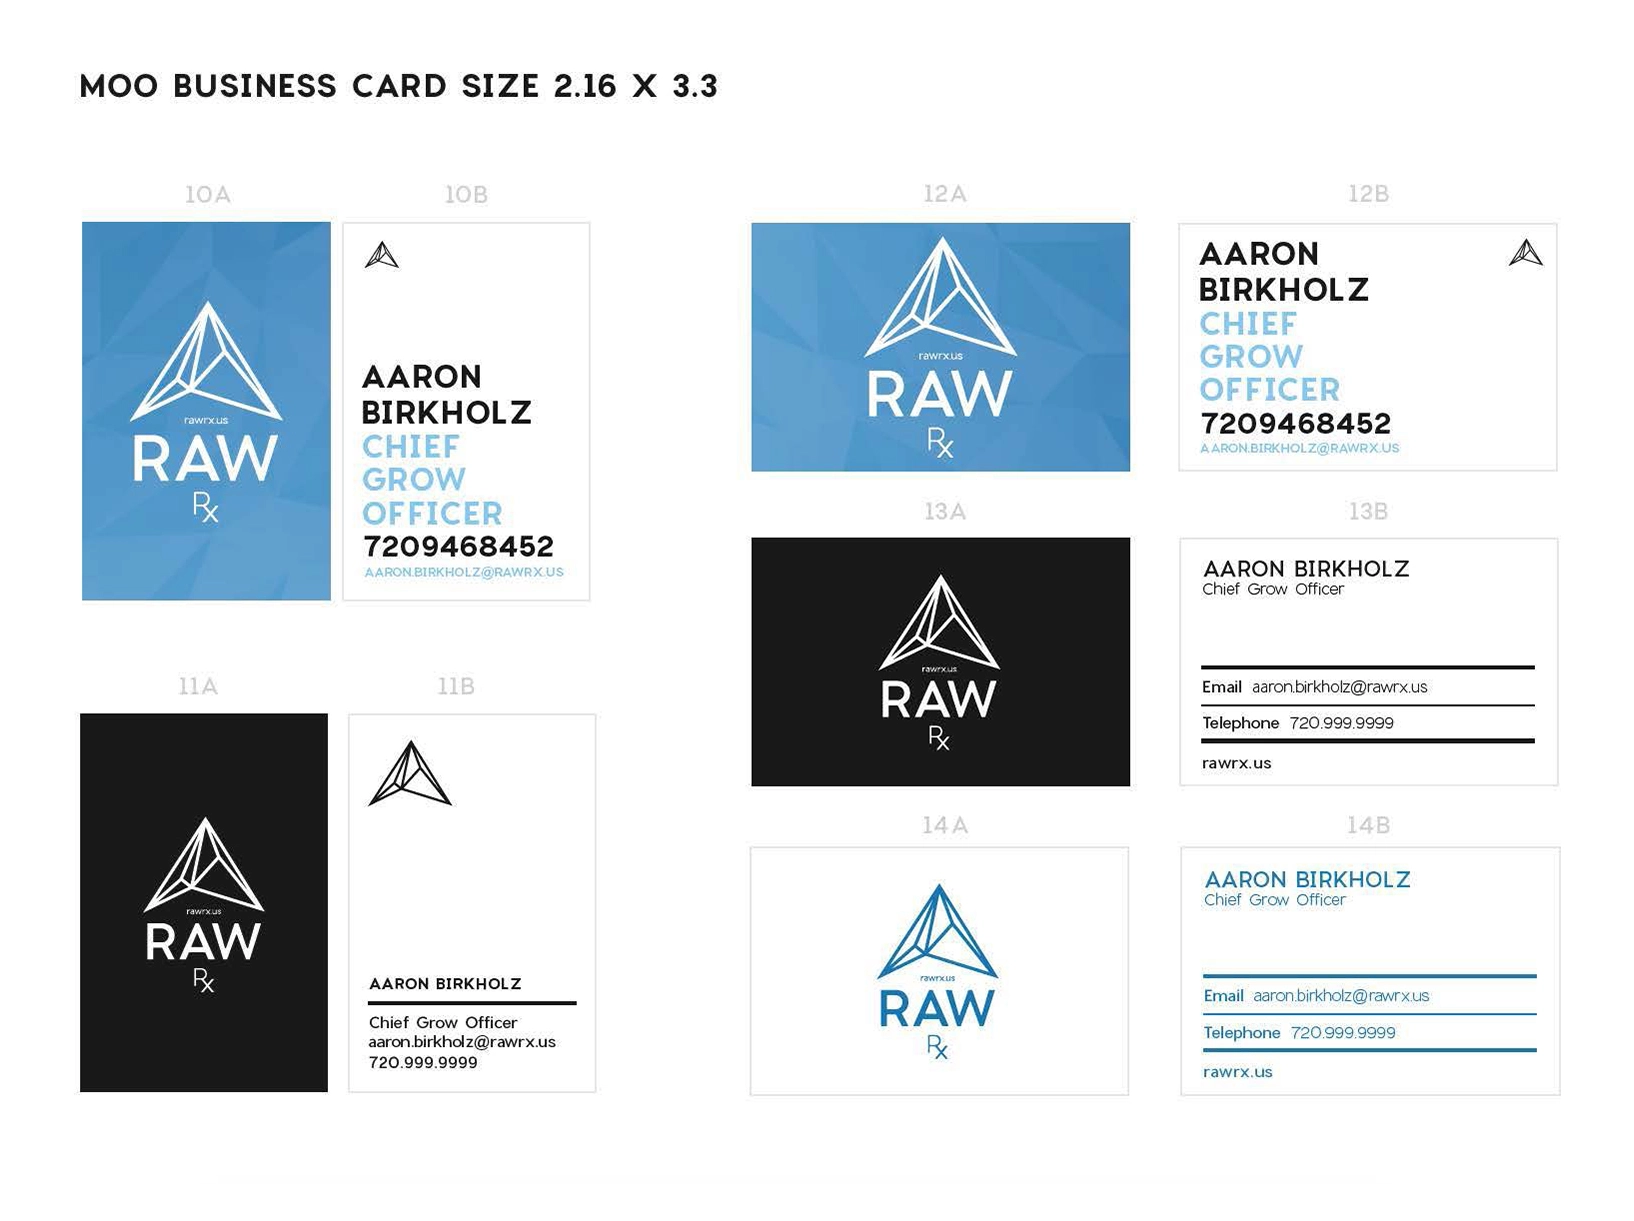 MOO BUSINESS CARD SIZE 2.16 X 3.3
10A
rawrx.us
RAW
Rx
10B
AARON
BIRKHOLZ
CHIEF
GROW
OFFICER
7209468452
AARON.BIRKHOLZ@RAWRX.US
11A
rawrx.us
RAW
Rx
11B
AARON BIRKHOLZ
Chief Grow Officer
aaron.birkholz@rawrx.us
720.999.9999
12A
rawrx.us
RAW
Rx
12B
AARON
BIRKHOLZ
CHIEF
GROW
OFFICER
7209468452
AARON.BIRKHOLZ@RAWRX.US
13A
rawrx.us
RAW
Rx
13B
AARON BIRKHOLZ
Chief Grow Officer
Email aaron.birkholz@rawrx.us
Telephone 720.999.9999
rawrx.us
14A
rawrx.us
RAW
Rx
14B
AARON BIRKHOLZ
Chief Grow Officer
Email aaron.birkholz@rawrx.us
Telephone 720.999.9999
rawrx.us